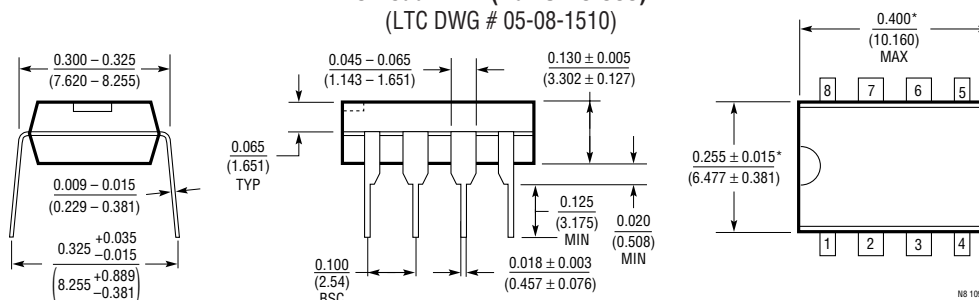 (LTC DWG # 05-08-1510)
0.300 – 0.325
(7.620 – 8.255)
0.009 – 0.015
(0.229 – 0.381)
0.325 +0.035 –0.015
(8.255 +0.889 –0.381)
0.045 – 0.065
(1.143 – 1.651)
0.130 ± 0.005
(3.302 ± 0.127)
0.065
(1.651)
TYP
0.125
(3.175)
MIN
0.020
(0.508)
MIN
0.100
(2.54)
BSC
0.018 ± 0.003
(0.457 ± 0.076)
0.400*
(10.160)
MAX
8 7 6 5
0.255 ± 0.015*
(6.477 ± 0.381)
1 2 3 4
N8